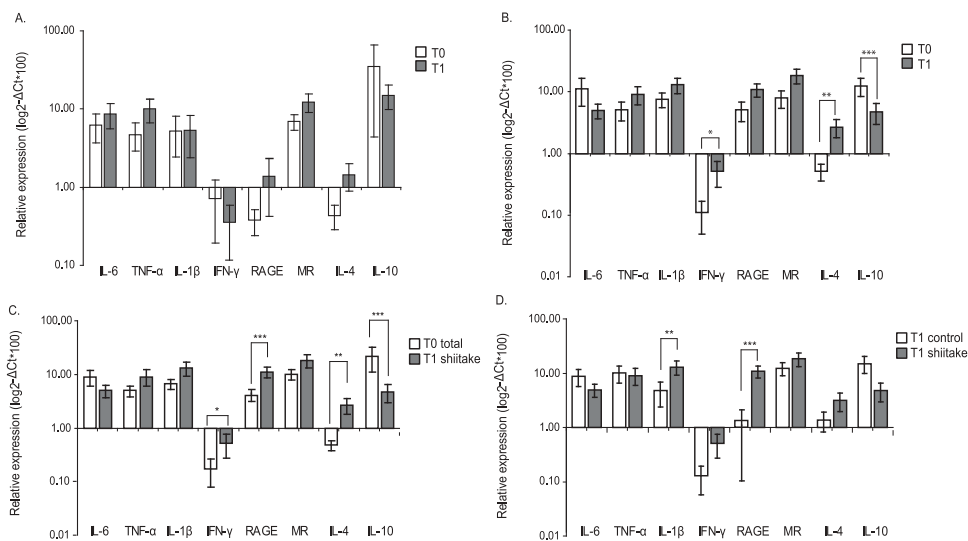 A.
Relative expression (log2-ΔCt*100)
100.00
10.00
1.00
0.10
T0
T1
IL-6 TNF-α IL-1β IFN-γ RAGE MR IL-4 IL-10
B.
Relative expression (log2-ΔCt*100)
100.00
10.00
1.00
0.10
0.01
T0
T1
*
**
***
IL-6 TNF-α IL-1β IFN-γ RAGE MR IL-4 IL-10
C.
Relative expression (log2-ΔCt*100)
100.00
10.00
1.00
0.10
0.01
T0 total
T1 shiitake
*
***
**
***
IL-6 TNF-α IL-1β IFN-γ RAGE MR IL-4 IL-10
D.
Relative expression (log2-ΔCt*100)
100.00
10.00
1.00
0.10
0.01
T1 control
T1 shiitake
**
***
IL-6 TNF-α IL-1β IFN-γ RAGE MR IL-4 IL-10